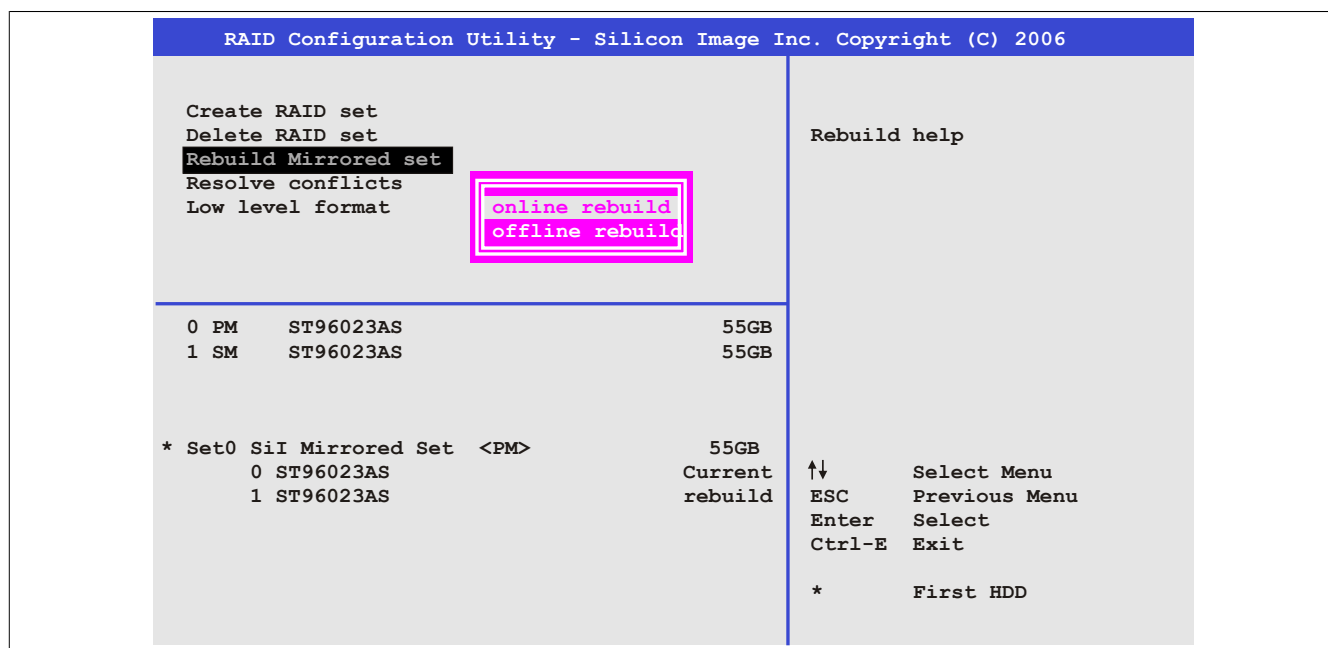 RAID Configuration Utility - Silicon Image Inc. Copyright (C) 2006
Create RAID set
Delete RAID set
Rebuild Mirrored set
Resolve conflicts
Low level format
online rebuild
offline rebuild
Rebuild help
0 PM ST96023AS 55GB
1 SM ST96023AS 55GB
* Set0 SiI Mirrored Set <PM> 55GB
0 ST96023AS Current
1 ST96023AS rebuild
↑↓ Select Menu
ESC Previous Menu
Enter Select
Ctrl-E Exit
* First HDD